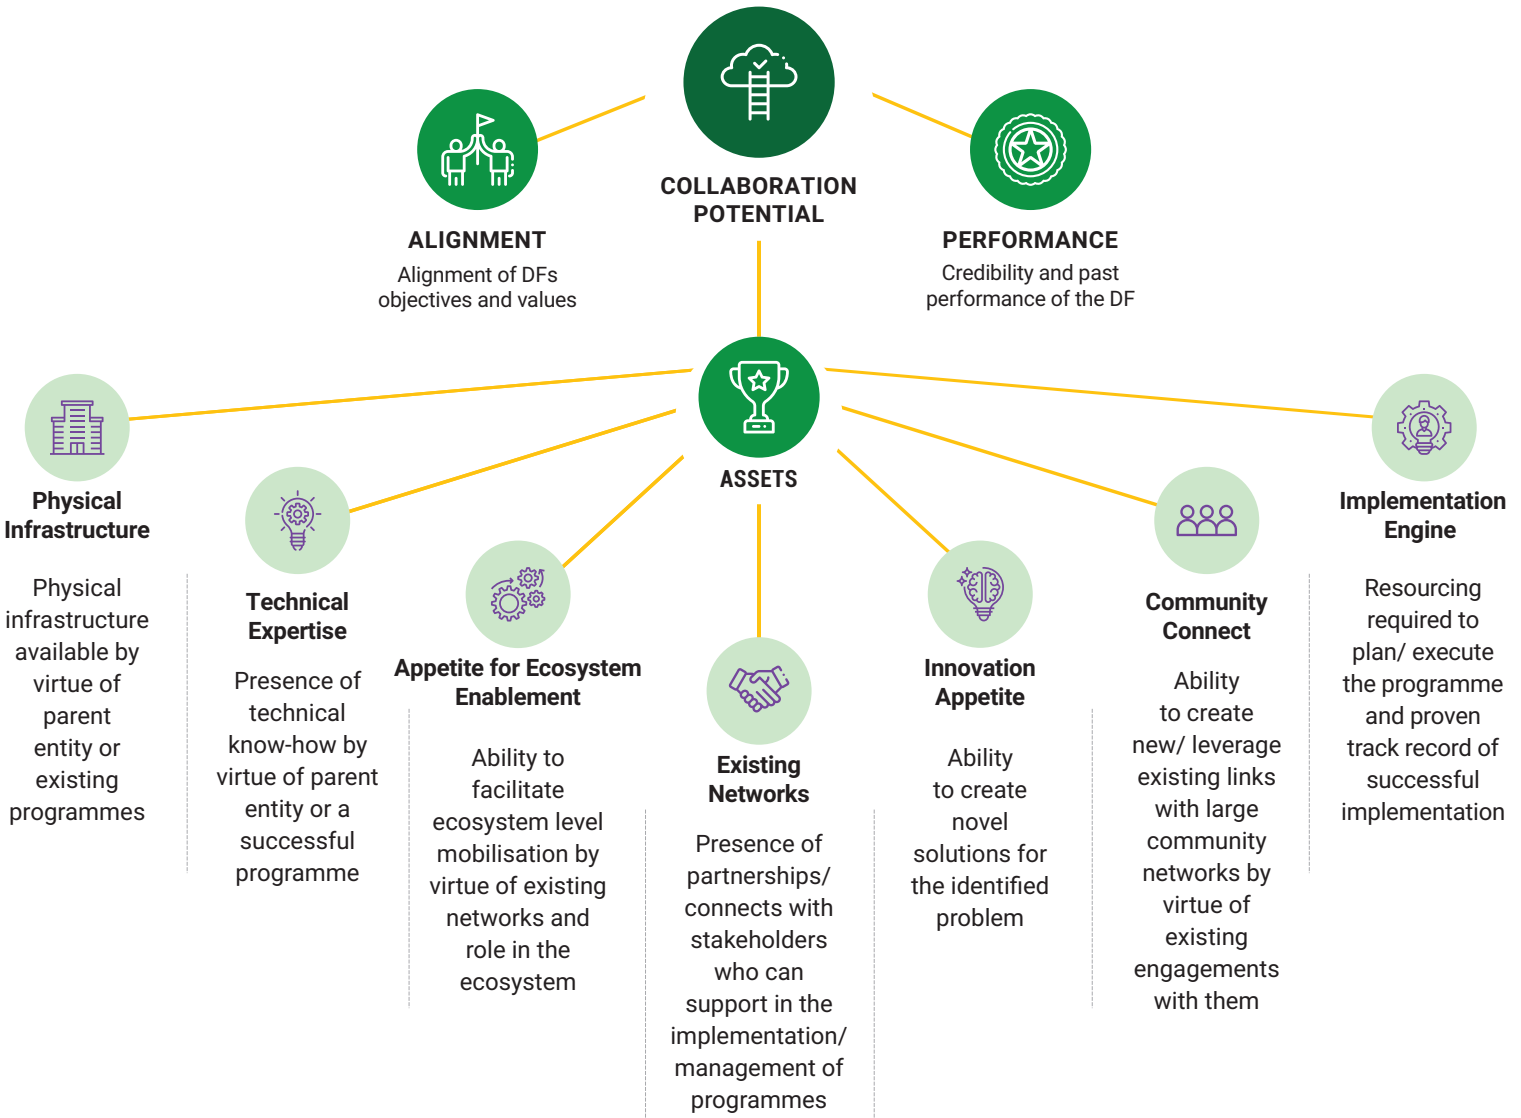 COLLABORATION
POTENTIAL
ALIGNMENT
Alignment of DFs
objectives and values
PERFORMANCE
Credibility and past
performance of the DF
ASSETS
Physical
Infrastructure
Physical
infrastructure
available by
virtue of
parent
entity or
existing
programmes
Technical
Expertise
Presence of
technical
know-how by
virtue of parent
entity or a
successful
programme
Appetite for Ecosystem
Enablement
Ability to
facilitate
ecosystem level
mobilisation by
virtue of existing
networks and
role in the
ecosystem
Existing
Networks
Presence of
partnerships/
connects with
stakeholders
who can
support in the
implementation/
management of
programmes
Innovation
Appetite
Ability
to create
novel
solutions for
the identified
problem
Community
Connect
Ability
to create
new/ leverage
existing links
with large
community
networks by
virtue of
existing
engagements
with them
Implementation
Engine
Resourcing
required to
plan/ execute
the programme
and proven
track record of
successful
implementation